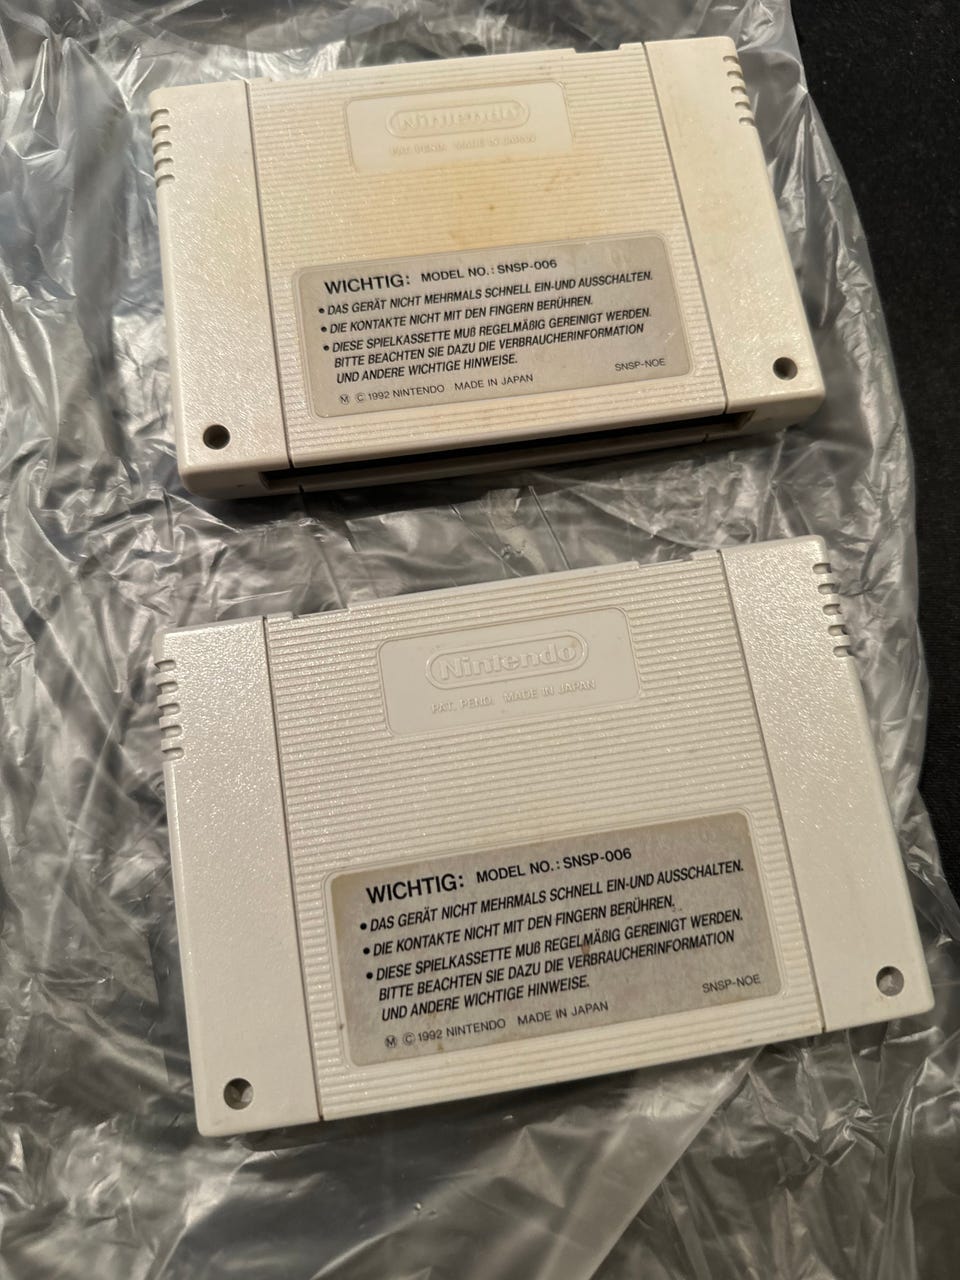 Nintendo
PAT. PEND. MADE IN JAPAN
WICHTIG: MODEL NO.: SNSP-006
• DAS GERÄT NICHT MEHRMALS SCHNELL EIN-UND AUSSCHALTEN.
• DIE KONTAKTE NICHT MIT DEN FINGERN BERÜHREN.
• DIESE SPIELKASSETTE MUß REGELMÄßIG GEREINIGT WERDEN.
BITTE BEACHTEN SIE DAZU DIE VERBRAUCHERINFORMATION
UND ANDERE WICHTIGE HINWEISE.
SNSP-NOE
Ⓜ © 1992 NINTENDO MADE IN JAPAN
Nintendo
PAT. PEND. MADE IN JAPAN
WICHTIG: MODEL NO.: SNSP-006
• DAS GERÄT NICHT MEHRMALS SCHNELL EIN-UND AUSSCHALTEN.
• DIE KONTAKTE NICHT MIT DEN FINGERN BERÜHREN.
• DIESE SPIELKASSETTE MUß REGELMÄßIG GEREINIGT WERDEN.
BITTE BEACHTEN SIE DAZU DIE VERBRAUCHERINFORMATION
UND ANDERE WICHTIGE HINWEISE.
SNSP-NOE
Ⓜ © 1992 NINTENDO MADE IN JAPAN